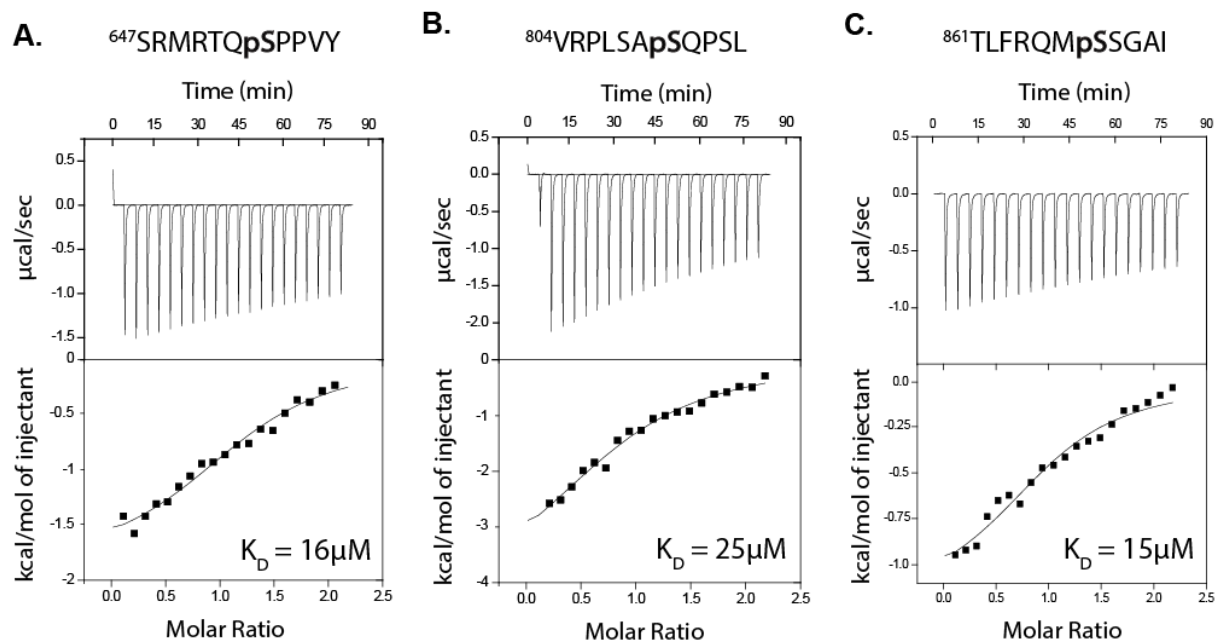 A.
⁶⁴⁷SRMRTQpSPPVY
Time (min)
0 15 30 45 60 75 90
0.5
0.0
-0.5
-1.0
-1.5
0
µcal/sec
-0.5
-1
-1.5
-2
kcal/mol of injectant
K_D = 16µM
0.0 0.5 1.0 1.5 2.0 2.5
Molar Ratio
B.
⁸⁰⁴VRPLSApSQPSL
Time (min)
0 15 30 45 60 75 90
0.5
0.0
-0.5
-1.0
-1.5
-2.0
0
µcal/sec
-1
-2
-3
-4
kcal/mol of injectant
K_D = 25µM
0.0 0.5 1.0 1.5 2.0 2.5
Molar Ratio
C.
⁸⁶¹TLFRQMpSSGAI
Time (min)
0 15 30 45 60 75 90
0.5
0.0
-0.5
-1.0
µcal/sec
0.0
-0.25
-0.5
-0.75
-1.0
kcal/mol of injectant
K_D = 15µM
0.0 0.5 1.0 1.5 2.0 2.5
Molar Ratio